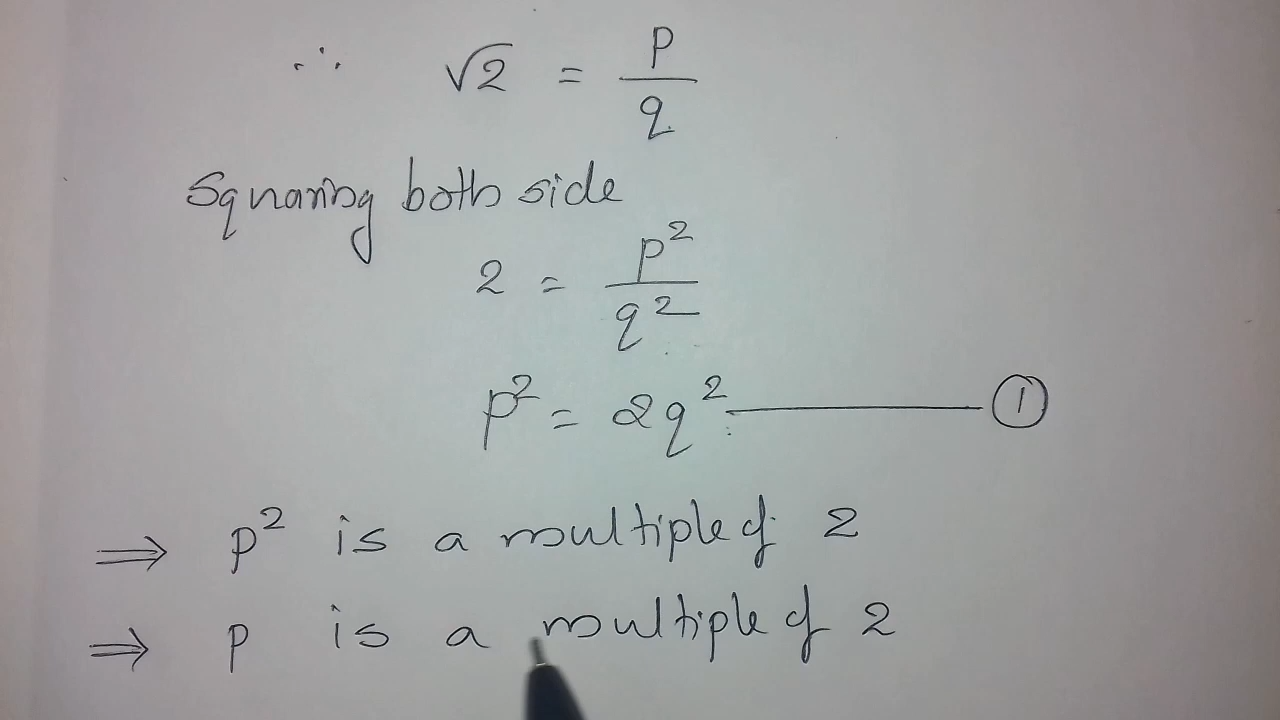 ∴ √2 = p/q
Squaring both side
2 = p²/q²
p² = 2q² ——— ①
⇒ p² is a multiple of 2
⇒ p is a multiple of 2